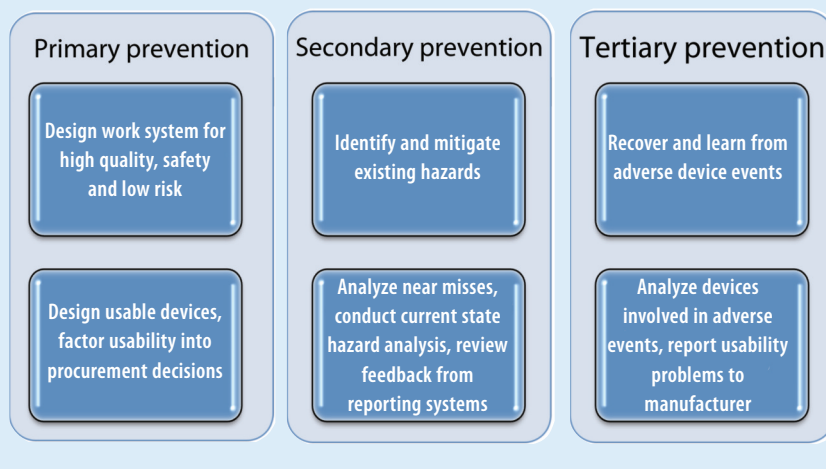 Primary prevention
Design work system for
high quality, safety
and low risk
Design usable devices,
factor usability into
procurement decisions
Secondary prevention
Identify and mitigate
existing hazards
Analyze near misses,
conduct current state
hazard analysis, review
feedback from
reporting systems
Tertiary prevention
Recover and learn from
adverse device events
Analyze devices
involved in adverse
events, report usability
problems to
manufacturer